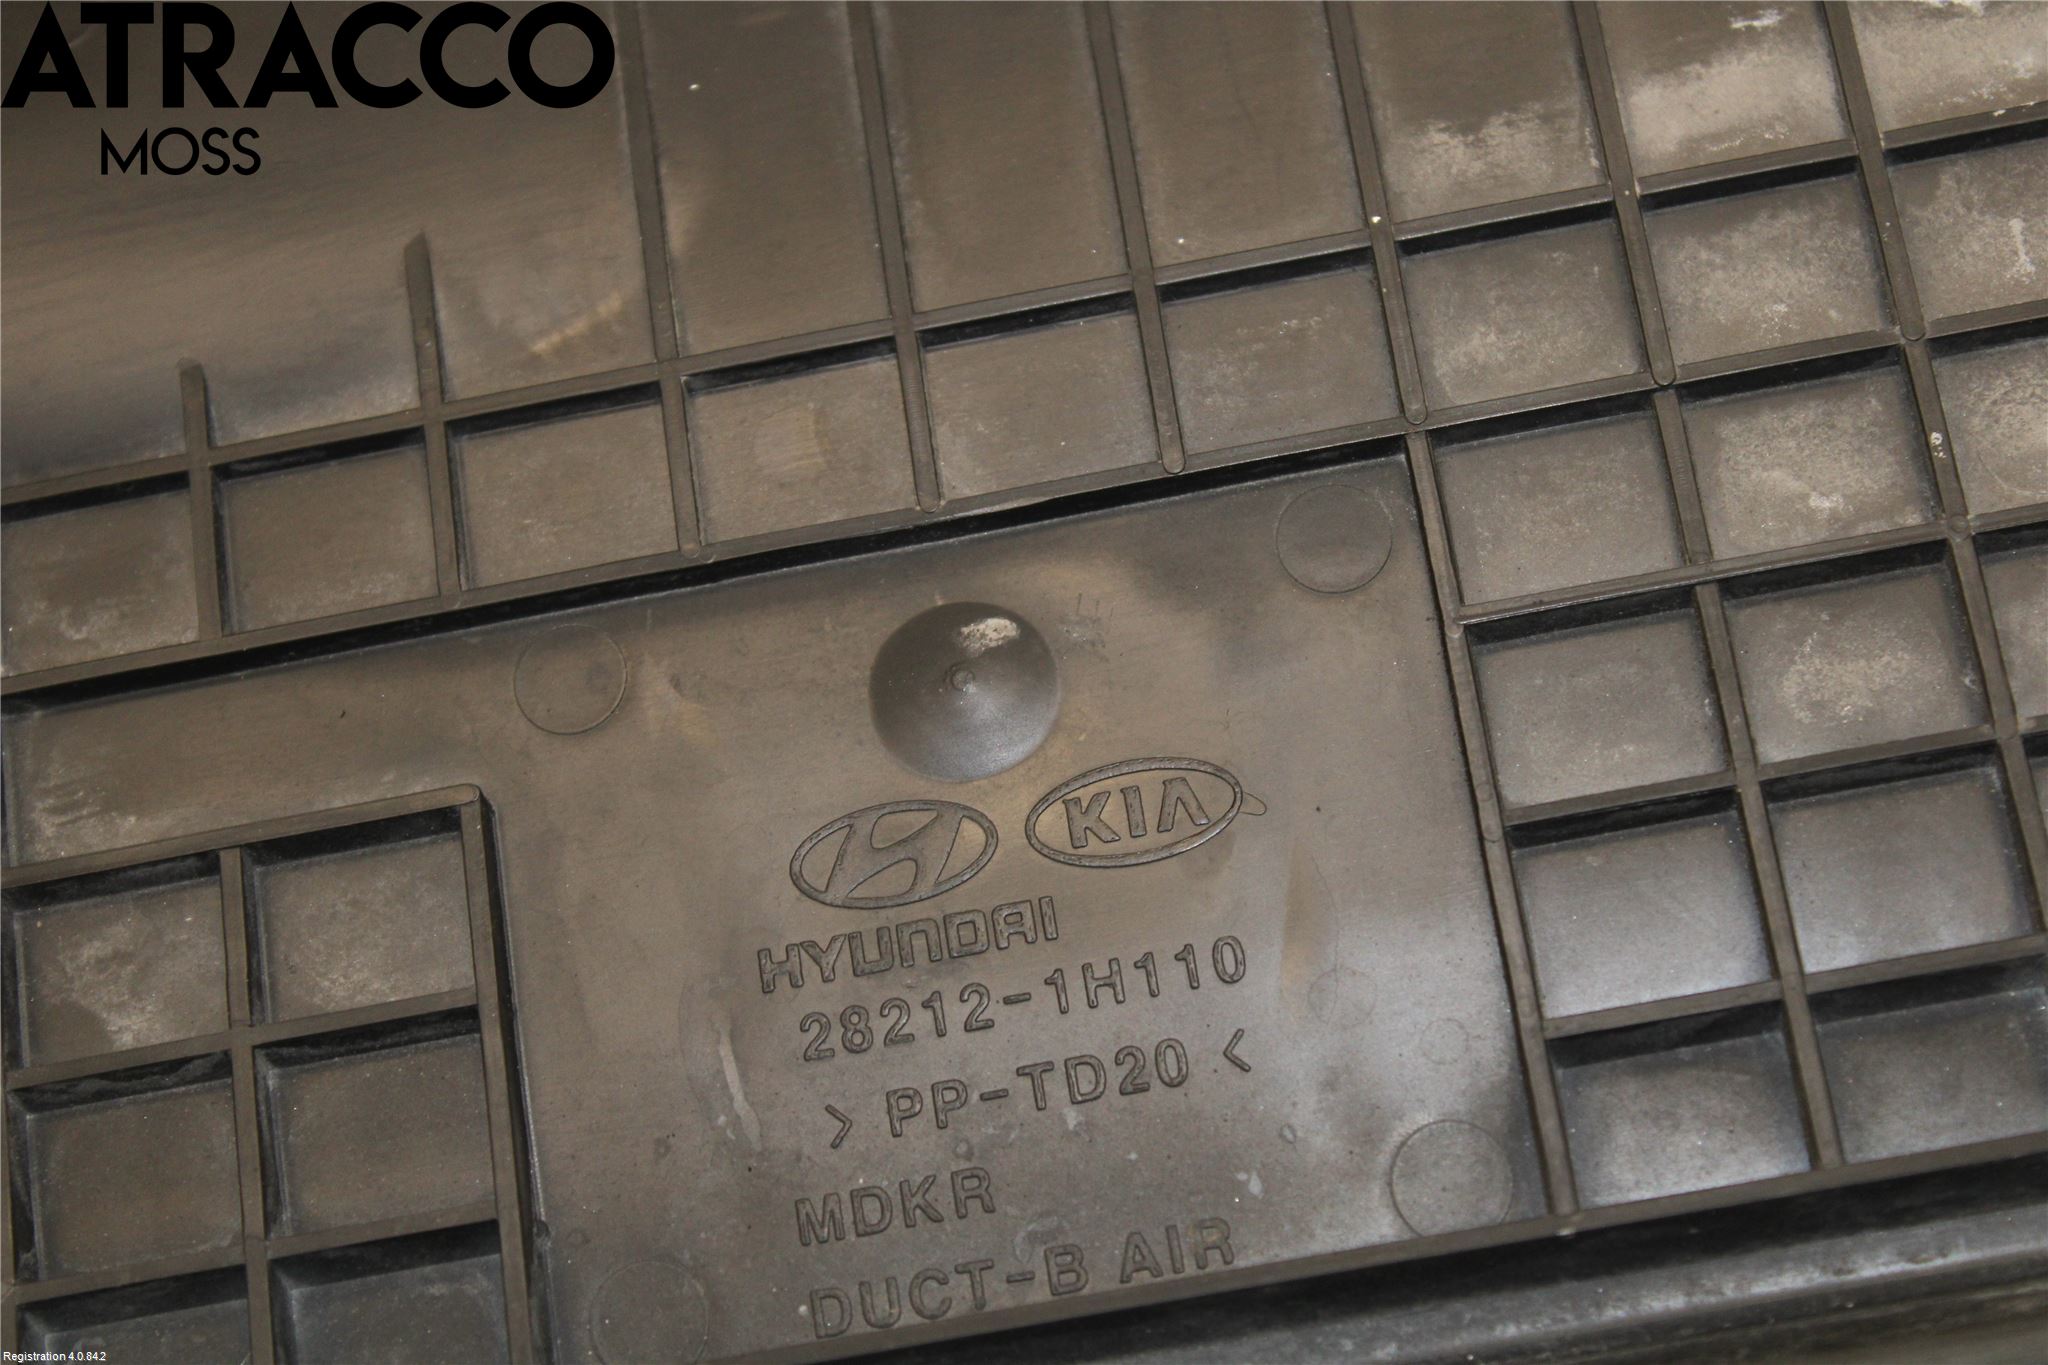 ATRACCO
MOSS
KIA
HYUNDAI
28212-1H110
> PP-TD20 <
MDKR
DUCT-B AIR
Registration 4.0.84.2